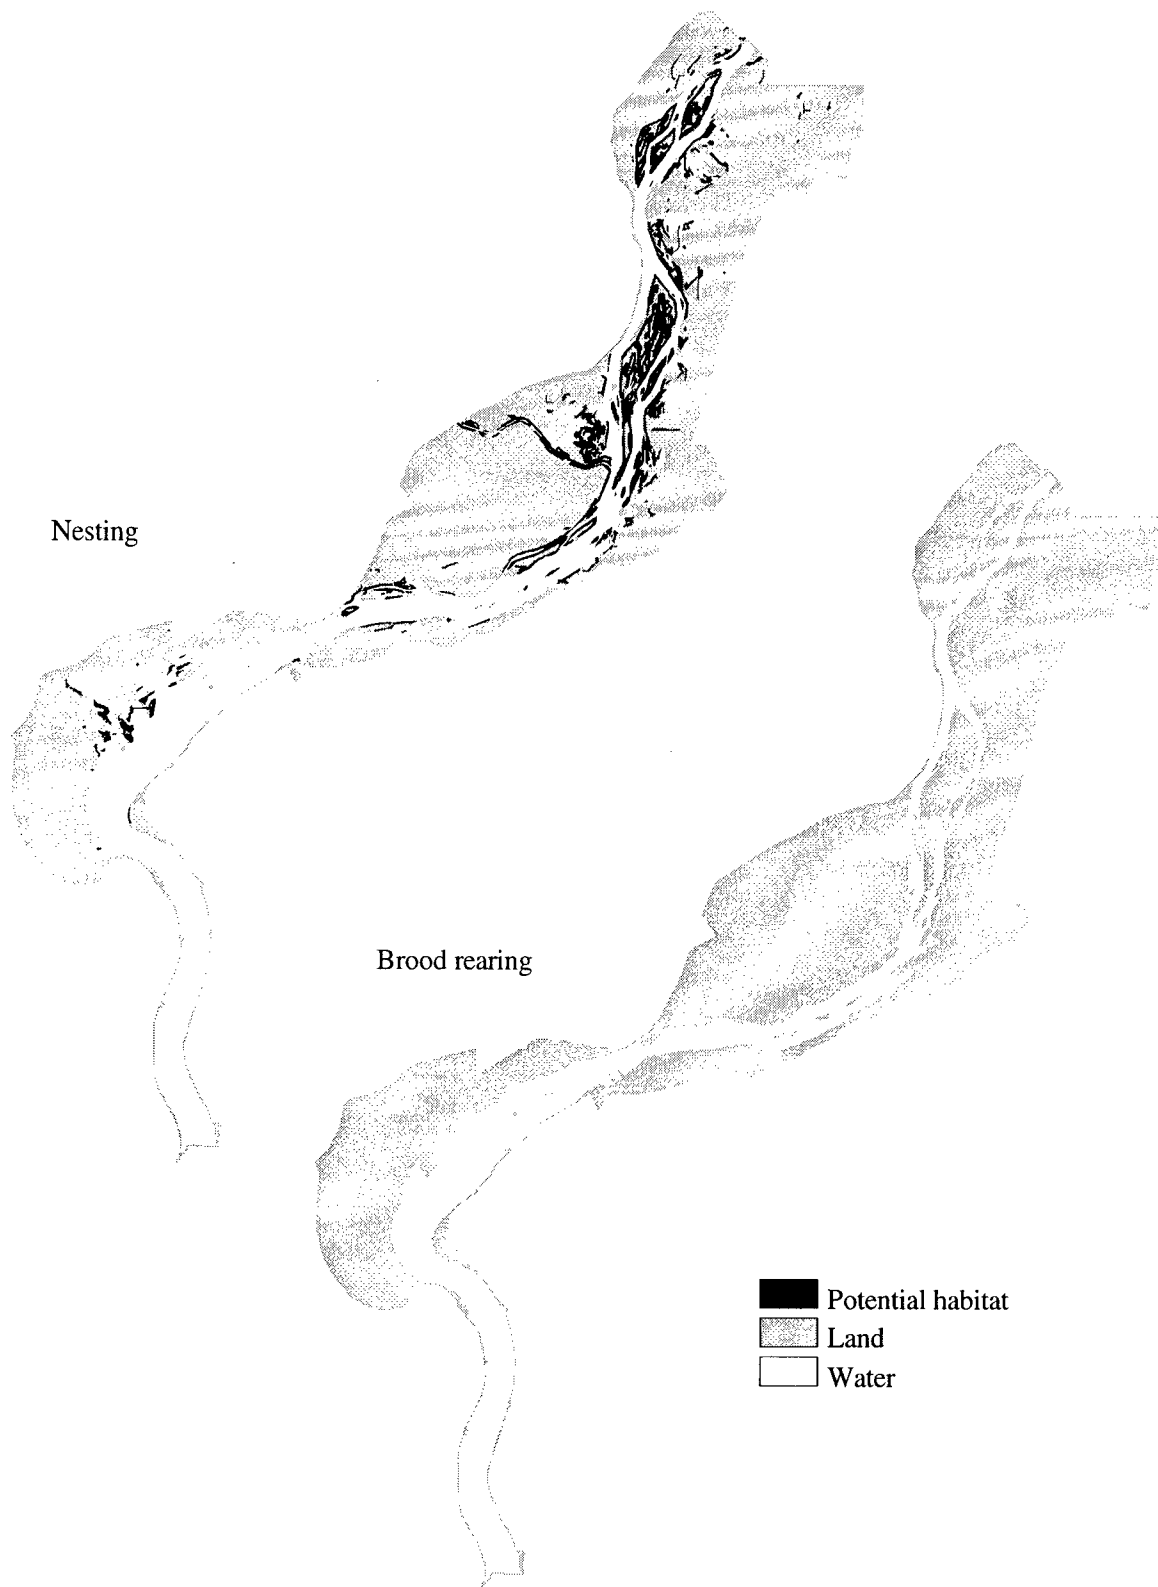 Nesting
Brood rearing
Potential habitat
Land
Water